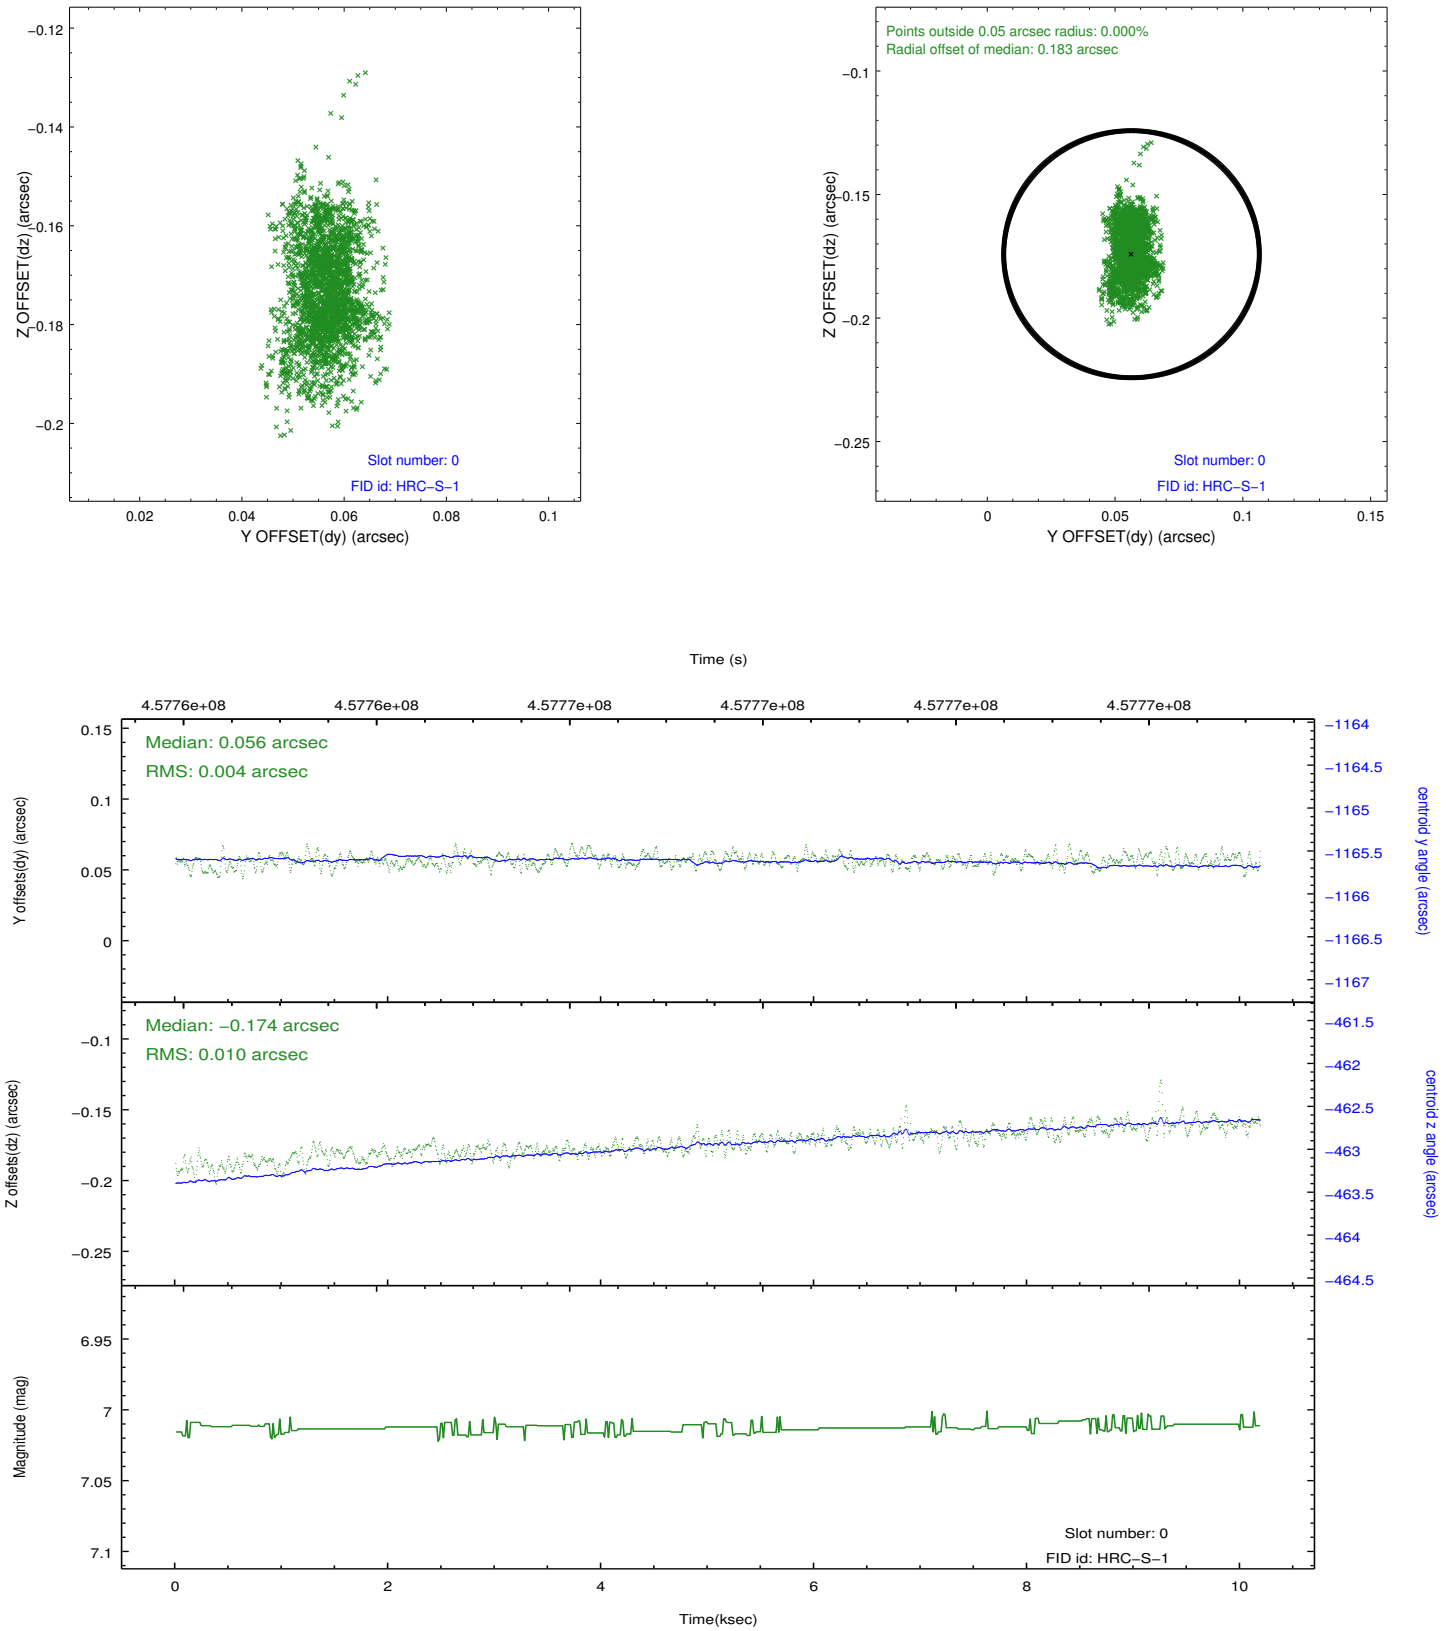 −0.12
−0.14
−0.16
−0.18
−0.2
Z OFFSET(dz) (arcsec)
Slot number: 0
FID id: HRC−S−1
0.02 0.04 0.06 0.08 0.1
Y OFFSET(dy) (arcsec)
Points outside 0.05 arcsec radius: 0.000%
Radial offset of median: 0.183 arcsec
−0.1
−0.15
−0.2
−0.25
Z OFFSET(dz) (arcsec)
Slot number: 0
FID id: HRC−S−1
0 0.05 0.1 0.15
Y OFFSET(dy) (arcsec)
Time (s)
4.5776e+08 4.5776e+08 4.5777e+08 4.5777e+08 4.5777e+08 4.5777e+08
Median: 0.056 arcsec
RMS: 0.004 arcsec
0.15
0.1
0.05
0
Y offsets(dy) (arcsec)
−1164
−1164.5
−1165
−1165.5
−1166
−1166.5
−1167
centroid y angle (arcsec)
Median: −0.174 arcsec
RMS: 0.010 arcsec
−0.1
−0.15
−0.2
−0.25
Z offsets(dz) (arcsec)
−461.5
−462
−462.5
−463
−463.5
−464
−464.5
centroid z angle (arcsec)
6.95
7
7.05
7.1
Magnitude (mag)
Slot number: 0
FID id: HRC−S−1
0 2 4 6 8 10
Time(ksec)